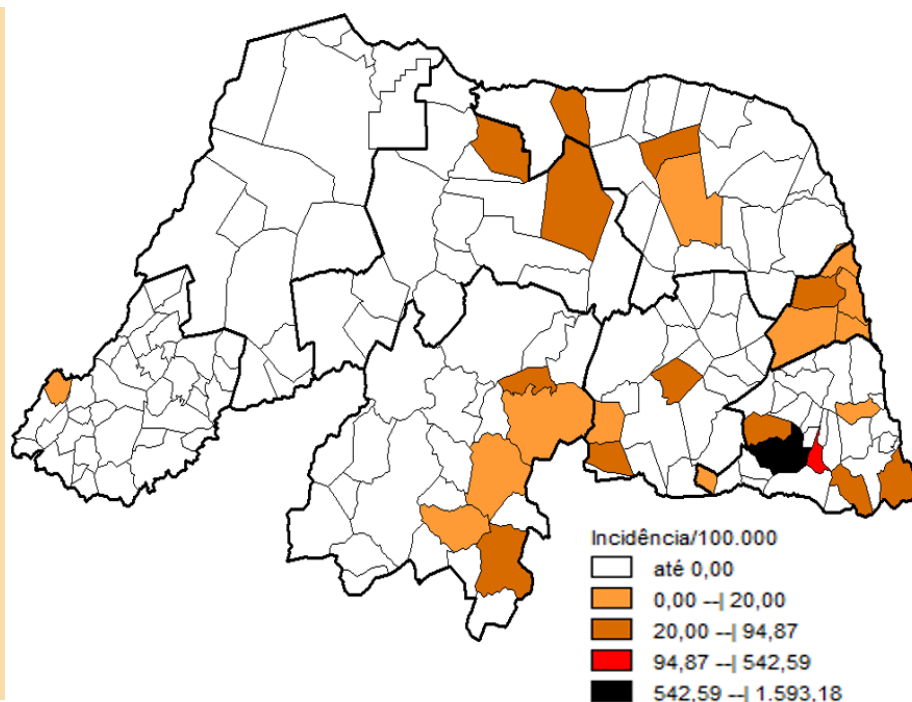 Incidência/100.000
até 0,00
0,00 --| 20,00
20,00 --| 94,87
94,87 --| 542,59
542,59 --| 1.593,18